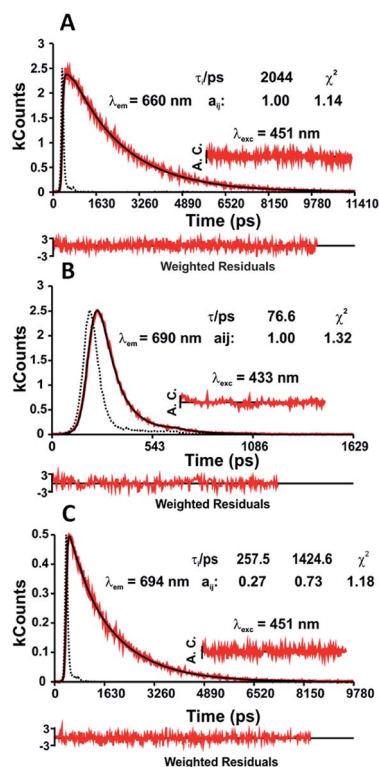 A
3
2.5
2
1.5
1
0.5
0
kCounts
τi/ps 2044 χ2
λem = 660 nm aij: 1.00 1.14
λexc = 451 nm
A. C.
1630 3260 4890 6520 8150 9780 11410
Time (ps)
3
-3
Weighted Residuals
B
3
2.5
2
1.5
1
0.5
0
kCounts
τi/ps 76.6 χ2
λem = 690 nm aij: 1.00 1.32
λexc = 433 nm
A. C.
0 543 1086 1629
Time (ps)
3
-3
Weighted Residuals
C
0.5
0.4
0.3
0.2
0.1
0
kCounts
τi/ps 257.5 1424.6 χ2
λem = 694 nm aij: 0.27 0.73 1.18
λexc = 451 nm
A. C.
1630 3260 4890 6520 8150 9780
Time (ps)
3
-3
Weighted Residuals